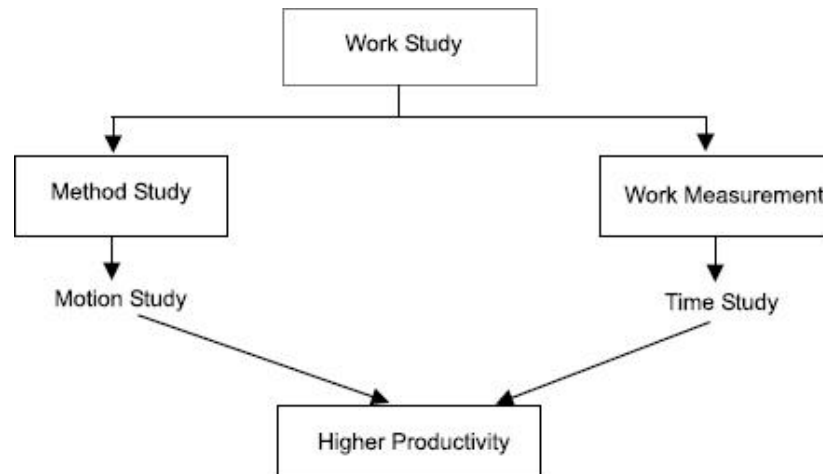 Work Study
Method Study
Work Measurement
Motion Study
Time Study
Higher Productivity